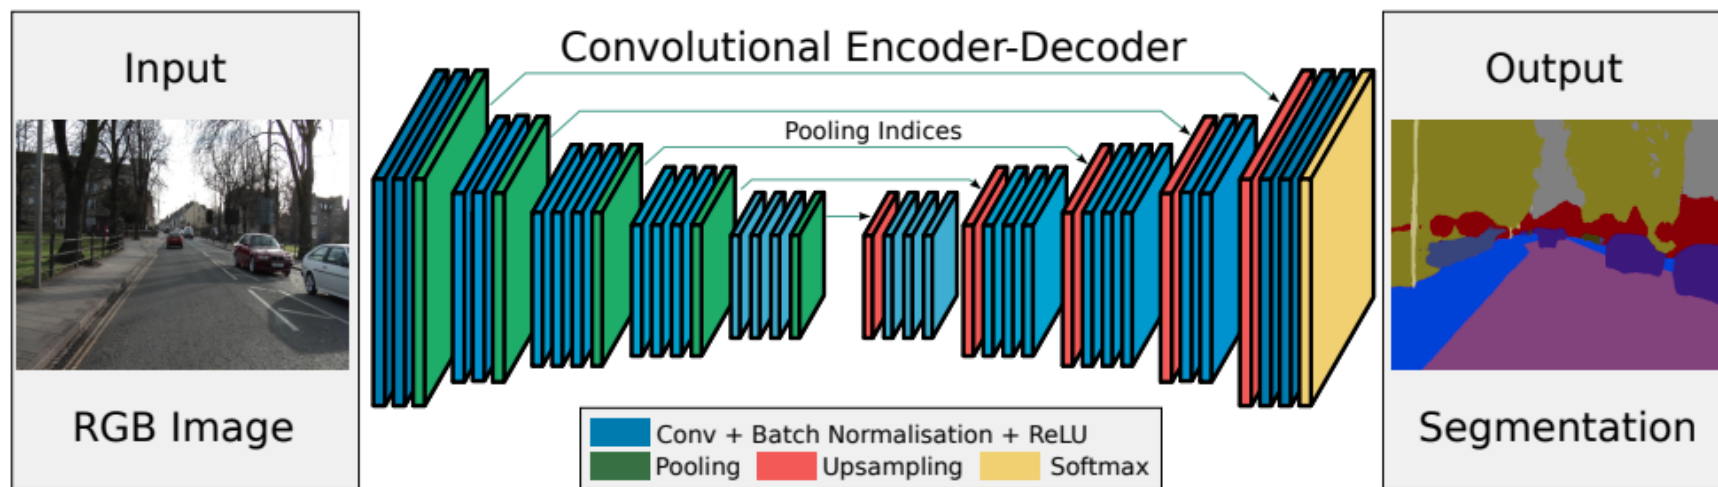 Convolutional Encoder-Decoder
Input
RGB Image
Pooling Indices
Output
Segmentation
Conv + Batch Normalisation + ReLU
Pooling
Upsampling
Softmax